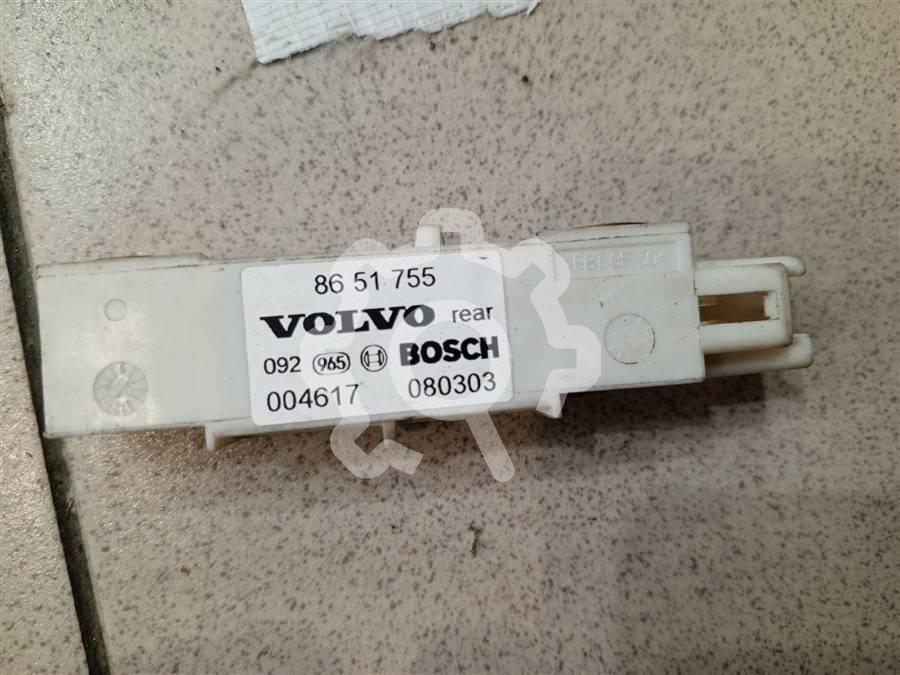 86 51 755
VOLVO rear
092 965 BOSCH
004617 080303